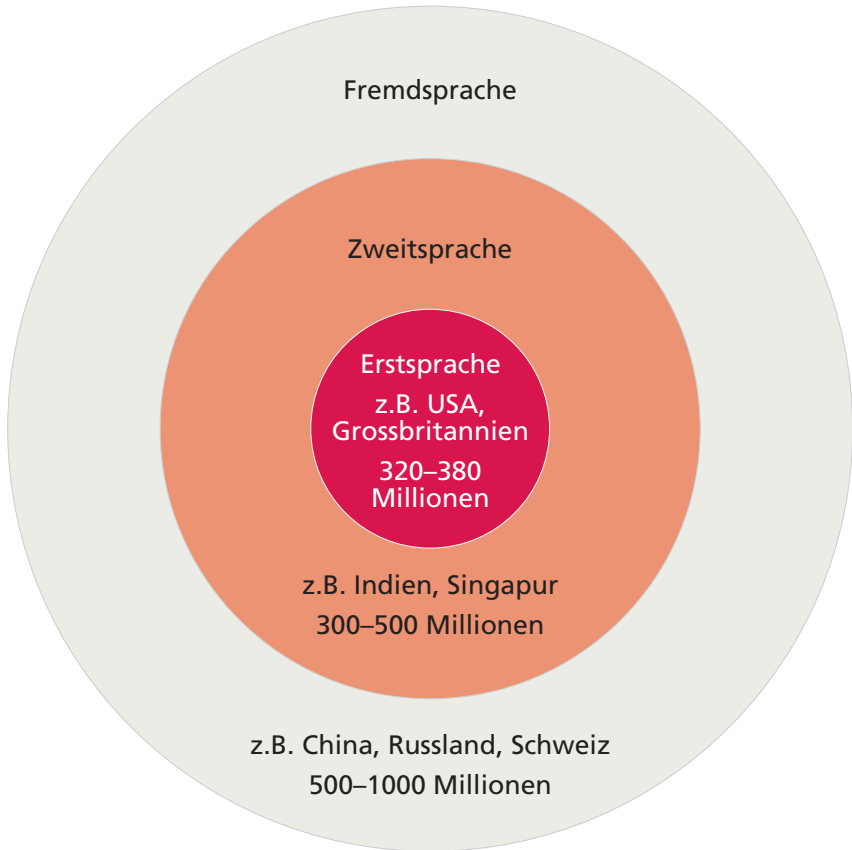 Fremdsprache
Zweitsprache
Erstsprache
z.B. USA,
Grossbritannien
320–380
Millionen
z.B. Indien, Singapur
300–500 Millionen
z.B. China, Russland, Schweiz
500–1000 Millionen